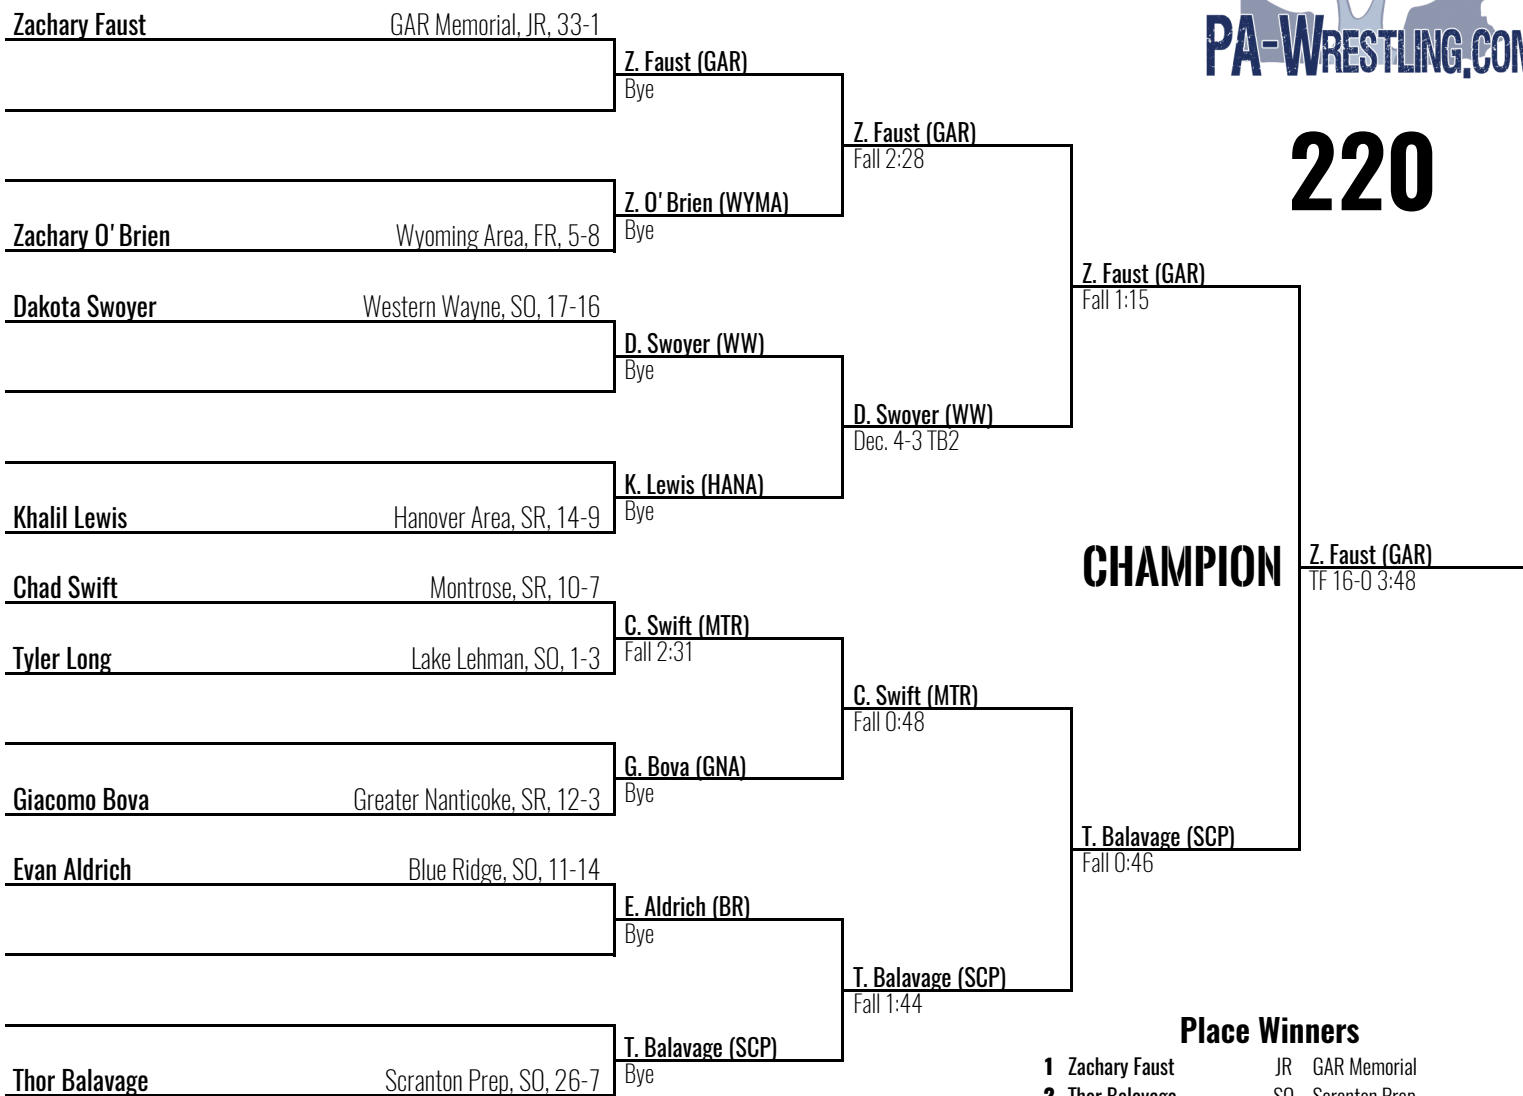 Zachary Faust GAR Memorial, JR, 33-1
PA-WRESTLING.COM
Z. Faust (GAR)
Bye
Z. Faust (GAR)
Fall 2:28
220
Z. O'Brien (WYMA)
Bye
Zachary O'Brien Wyoming Area, FR, 5-8
Z. Faust (GAR)
Fall 1:15
Dakota Swoyer Western Wayne, SO, 17-16
D. Swoyer (WW)
Bye
D. Swoyer (WW)
Dec. 4-3 TB2
K. Lewis (HANA)
Bye
Khalil Lewis Hanover Area, SR, 14-9
CHAMPION
Z. Faust (GAR)
TF 16-0 3:48
Chad Swift Montrose, SR, 10-7
C. Swift (MTR)
Fall 2:31
Tyler Long Lake Lehman, SO, 1-3
C. Swift (MTR)
Fall 0:48
G. Bova (GNA)
Bye
Giacomo Bova Greater Nanticoke, SR, 12-3
T. Balavage (SCP)
Fall 0:46
Evan Aldrich Blue Ridge, SO, 11-14
E. Aldrich (BR)
Bye
T. Balavage (SCP)
Fall 1:44
T. Balavage (SCP)
Bye
Thor Balavage Scranton Prep, SO, 26-7
Place Winners
1 Zachary Faust JR GAR Memorial
2 Thor Balavage SO Scranton Prep